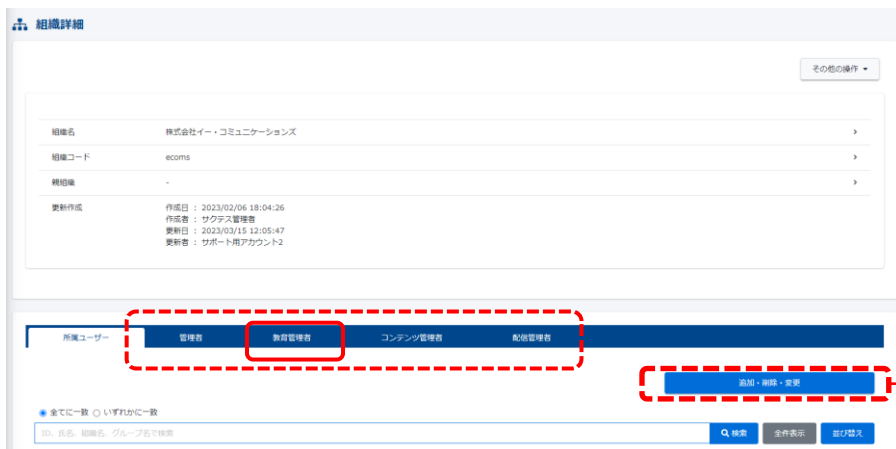 組織詳細
その他の操作
組織名 株式会社イー・コミュニケーションズ
組織コード ecoms
親組織 -
更新作成 作成日 : 2023/02/06 18:04:26
作成者 : サクテス管理者
更新日 : 2023/03/15 12:05:47
更新者 : サポート用アカウント2
所属ユーザー 管理者 教育管理者 コンテンツ管理者 配信管理者
追加・削除・変更
全てに一致 いずれかに一致
ID、氏名、組織名、グループ名で検索 検索 全件表示 並び替え